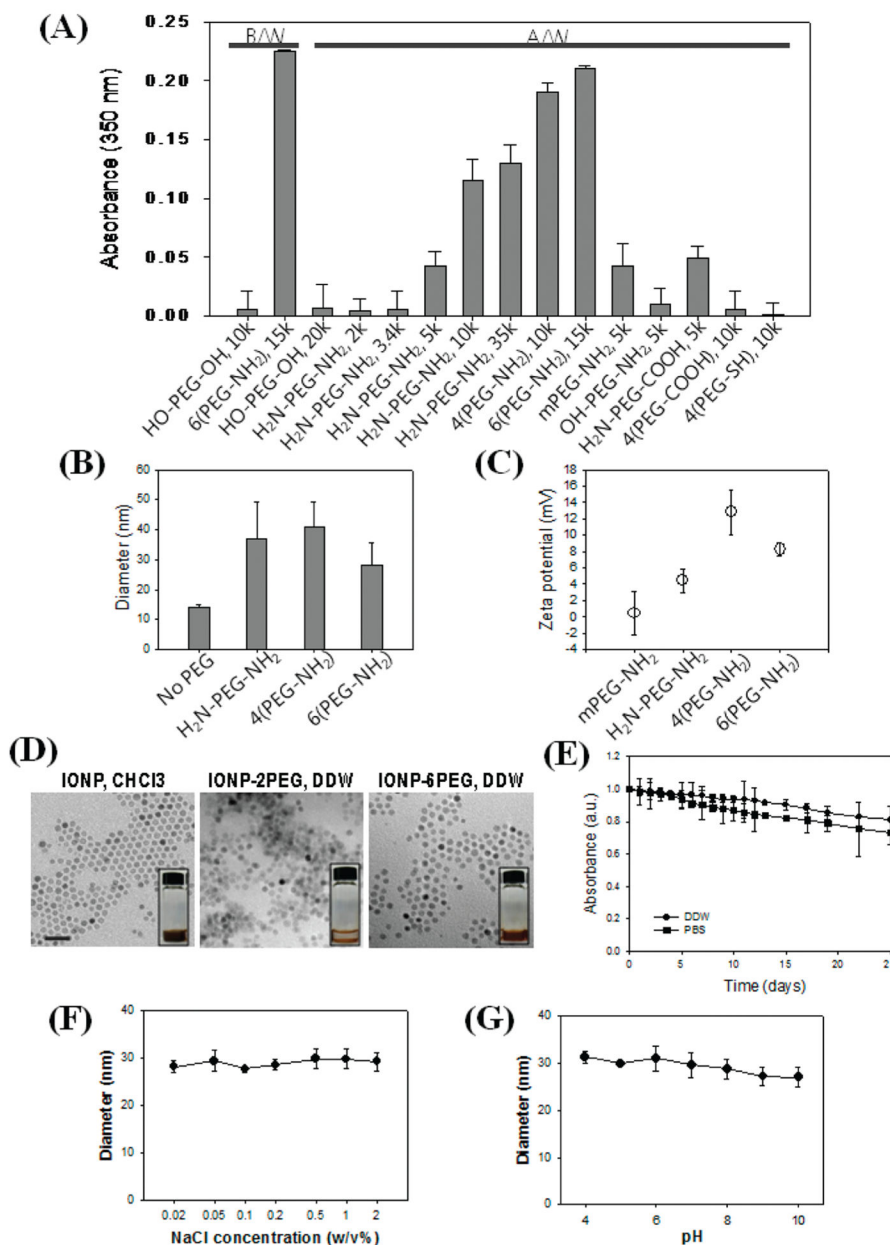 (A)
B/W A/W
Absorbance (350 nm)
0.25
0.20
0.15
0.10
0.05
0.00
HO-PEG-OH, 10k
6(PEG-NH₂), 15k
HO-PEG-OH, 20k
H₂N-PEG-NH₂, 2k
H₂N-PEG-NH₂, 3.4k
H₂N-PEG-NH₂, 5k
H₂N-PEG-NH₂, 10k
H₂N-PEG-NH₂, 35k
4(PEG-NH₂), 10k
6(PEG-NH₂), 15k
mPEG-NH₂, 5k
OH-PEG-NH₂, 5k
H₂N-PEG-COOH, 5k
4(PEG-COOH), 10k
4(PEG-SH), 10k
(B)
Diameter (nm)
60
50
40
30
20
10
0
No PEG
H₂N-PEG-NH₂
4(PEG-NH₂)
6(PEG-NH₂)
(C)
Zeta potential (mV)
18
16
14
12
10
8
6
4
2
0
-2
-4
mPEG-NH₂
H₂N-PEG-NH₂
4(PEG-NH₂)
6(PEG-NH₂)
(D)
IONP, CHCl3 IONP-2PEG, DDW IONP-6PEG, DDW
(E)
Absorbance (a.u.)
1.2
1.0
0.8
0.6
0.4
0.2
0.0
DDW
PBS
0 5 10 15 20
Time (days)
(F)
Diameter (nm)
40
30
20
10
0
0.02 0.05 0.1 0.2 0.5 1 2
NaCl concentration (w/v%)
(G)
Diameter (nm)
40
30
20
10
0
4 6 8 10
pH